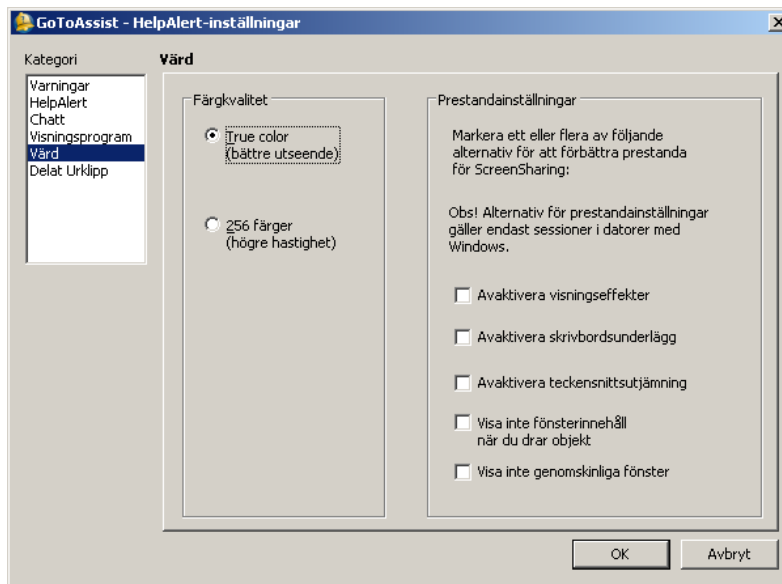 GoToAssist - HelpAlert-inställningar
Kategori
Varningar
HelpAlert
Chatt
Visningsprogram
Värd
Delat Urklipp
Värd
Färgkvalitet
True color
(bättre utseende)
256 färger
(högre hastighet)
Prestandainställningar
Markera ett eller flera av följande
alternativ för att förbättra prestanda
för ScreenSharing:
Obs! Alternativ för prestandainställningar
gäller endast sessioner i datorer med
Windows.
Avaktivera visningseffekter
Avaktivera skrivbordsunderlägg
Avaktivera teckensnittsutjämning
Visa inte fönsterinnehåll
när du drar objekt
Visa inte genomskinliga fönster
OK
Avbryt